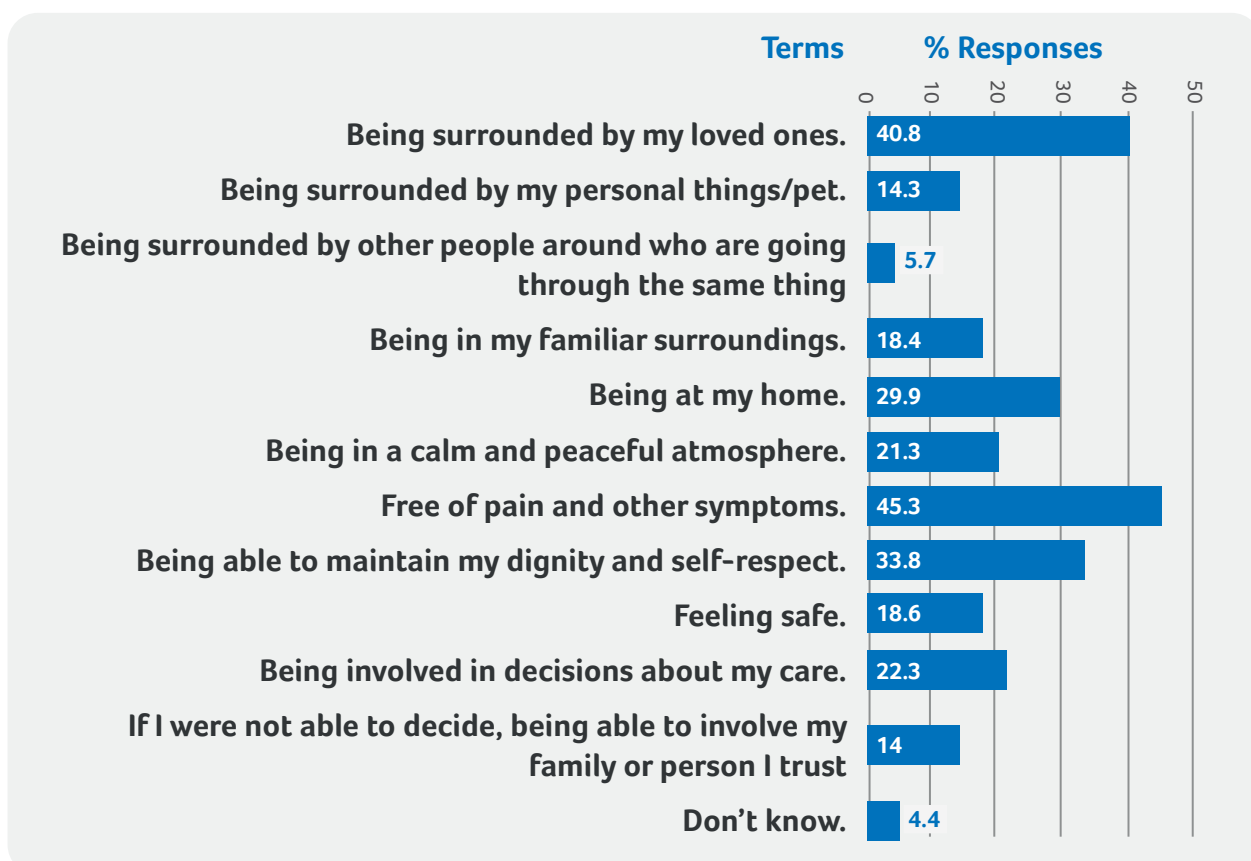 Terms % Responses
0 10 20 30 40 50
Being surrounded by my loved ones. 40.8
Being surrounded by my personal things/pet. 14.3
Being surrounded by other people around who are going
through the same thing 5.7
Being in my familiar surroundings. 18.4
Being at my home. 29.9
Being in a calm and peaceful atmosphere. 21.3
Free of pain and other symptoms. 45.3
Being able to maintain my dignity and self-respect. 33.8
Feeling safe. 18.6
Being involved in decisions about my care. 22.3
If I were not able to decide, being able to involve my
family or person I trust 14
Don't know. 4.4